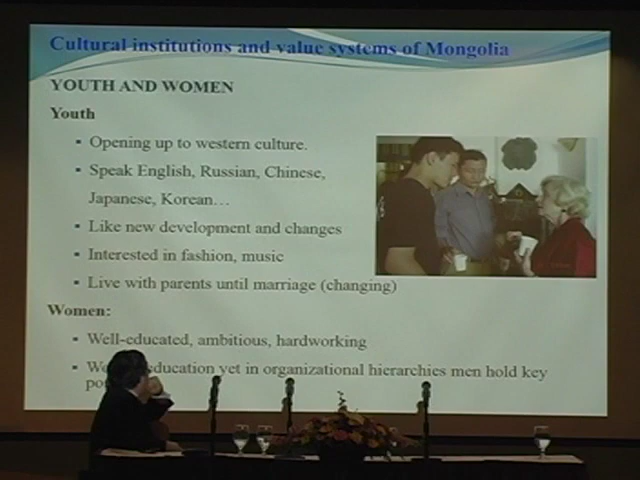 Cultural institutions and value systems of Mongolia
YOUTH AND WOMEN
Youth
▪ Opening up to western culture.
▪ Speak English, Russian, Chinese,
Japanese, Korean…
▪ Like new development and changes
▪ Interested in fashion, music
▪ Live with parents until marriage (changing)
Women:
▪ Well-educated, ambitious, hardworking
▪ education yet in organizational hierarchies men hold key